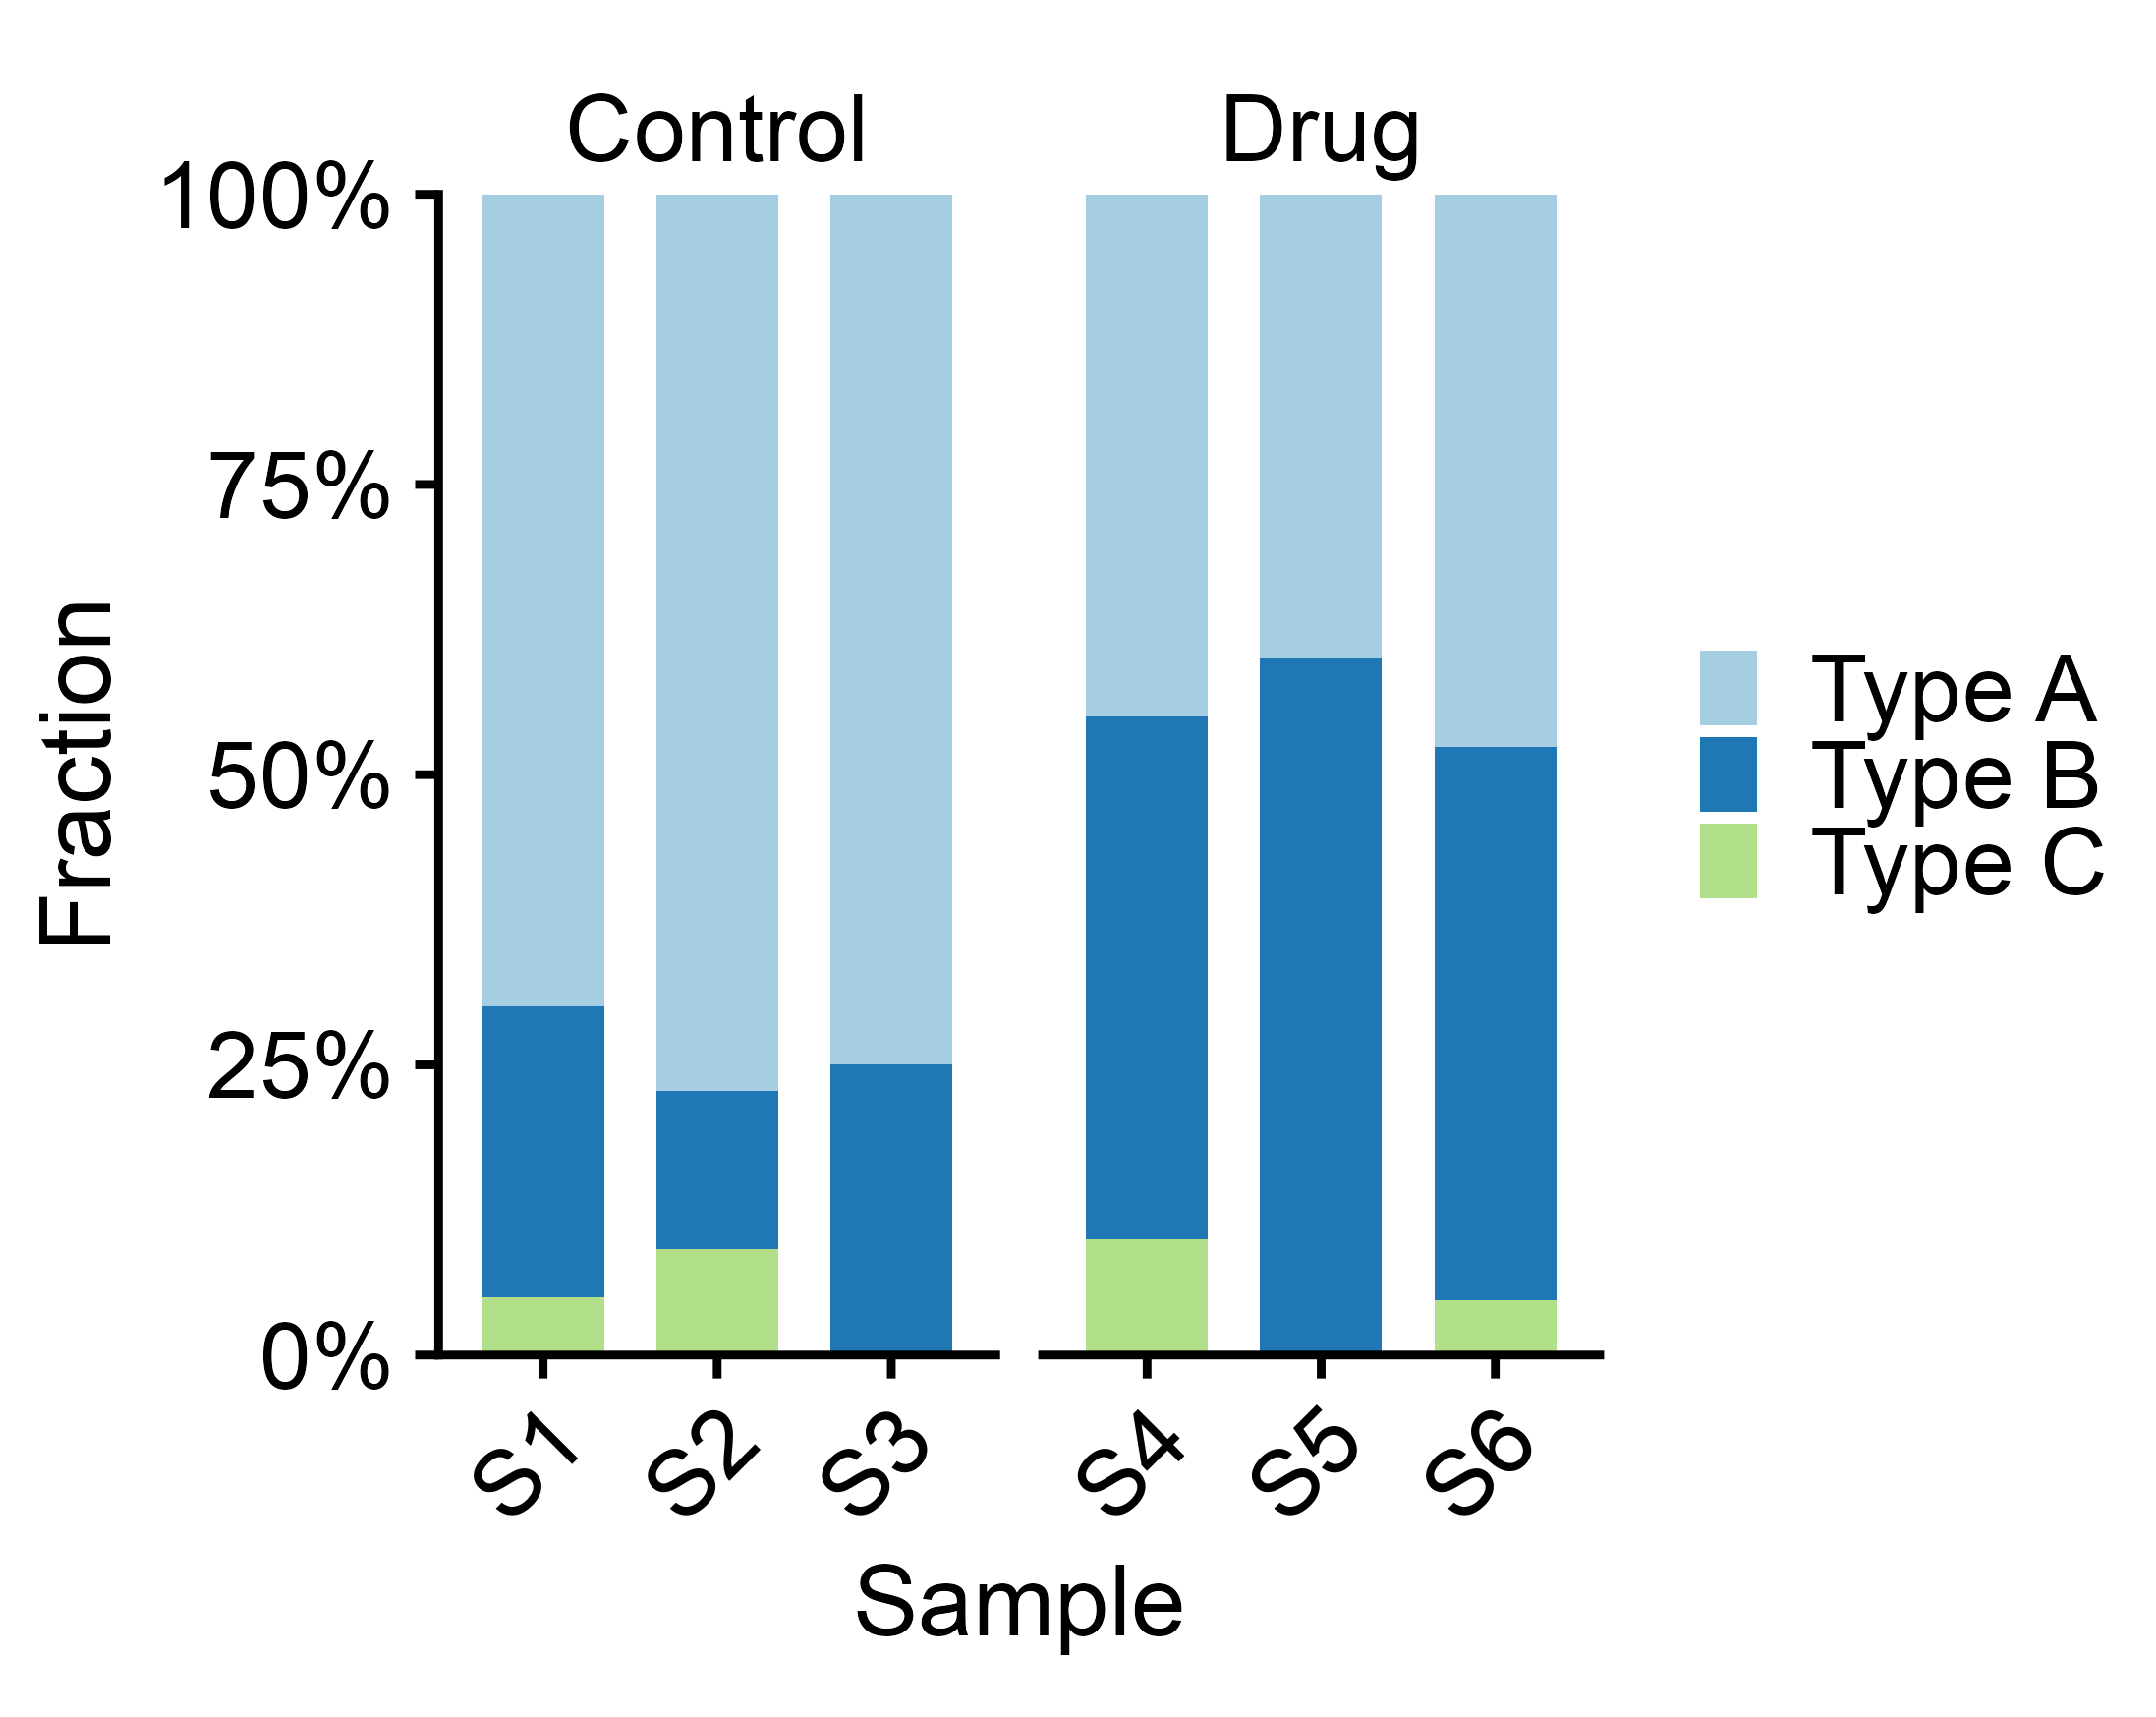 Control
Drug
100%
75%
50%
25%
0%
Fraction
S1
S2
S3
S4
S5
S6
Sample
Type A
Type B
Type C